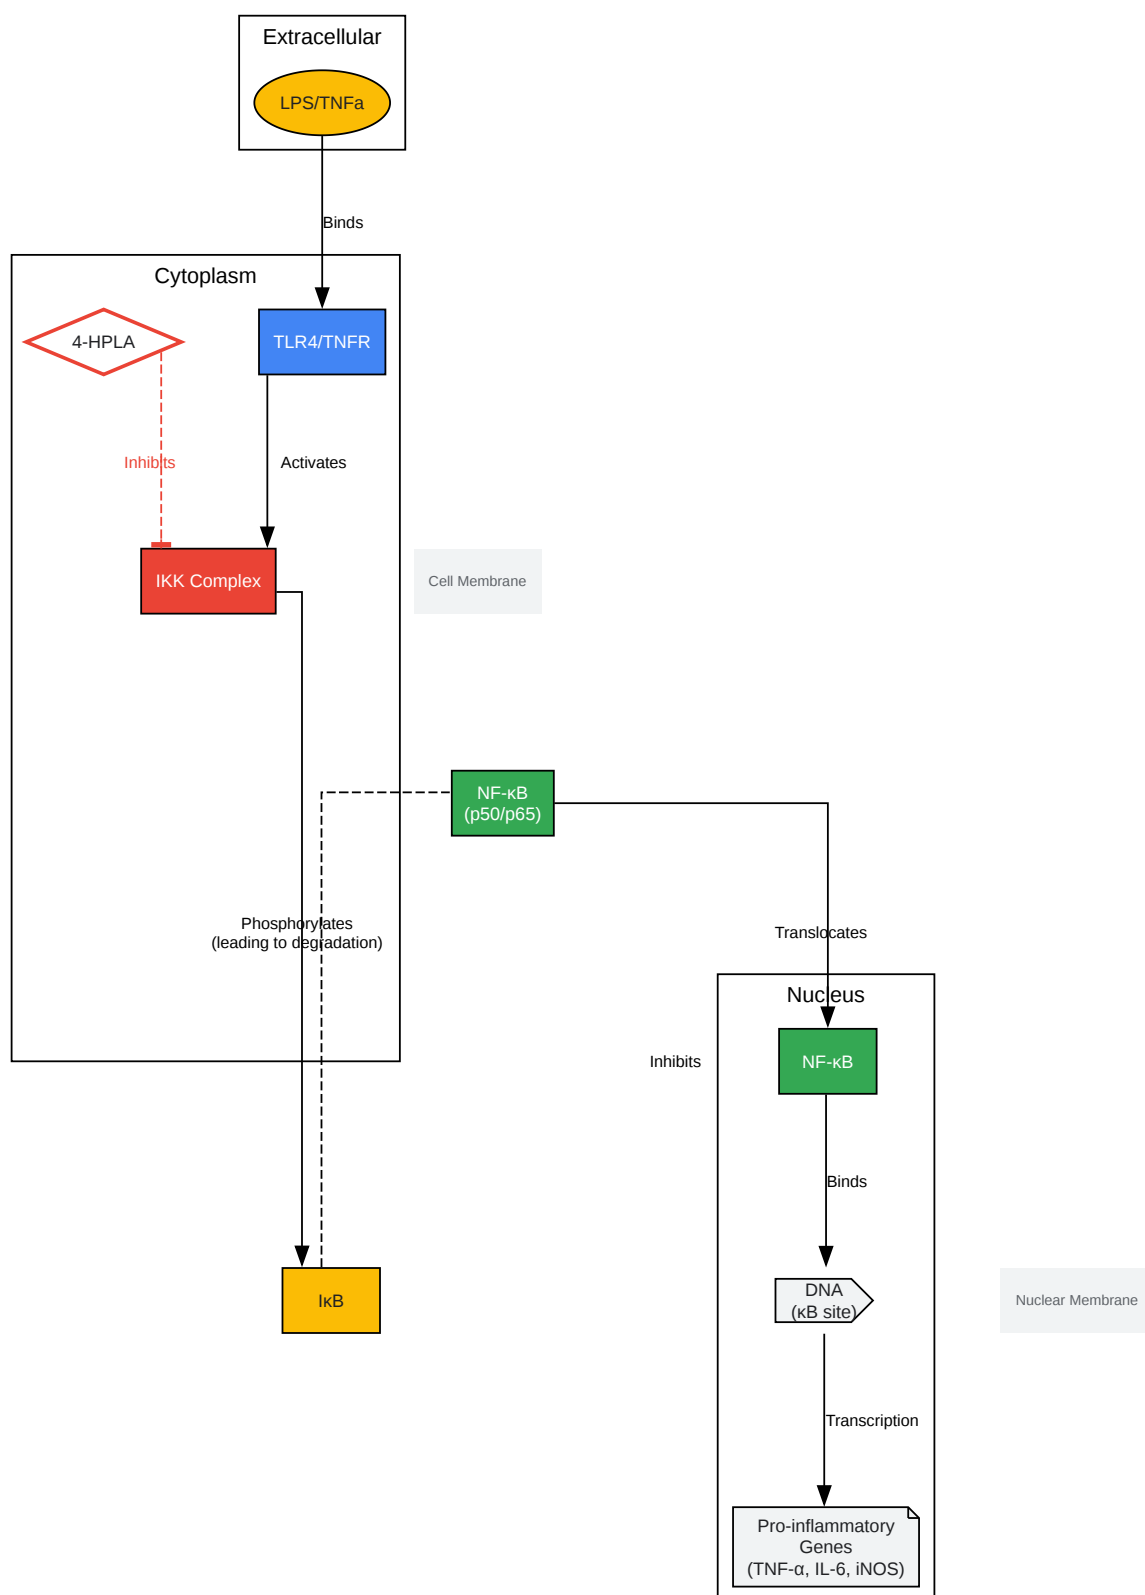 Extracellular
LPS/TNFa
Binds
Cytoplasm
4-HPLA
TLR4/TNFR
Inhibits
Activates
IKK Complex
Cell Membrane
NF-κB
(p50/p65)
Phosphorylates
(leading to degradation)
Translocates
Nucleus
Inhibits
NF-κB
Binds
IκB
DNA
(κB site)
Nuclear Membrane
Transcription
Pro-inflammatory
Genes
(TNF-α, IL-6, iNOS)